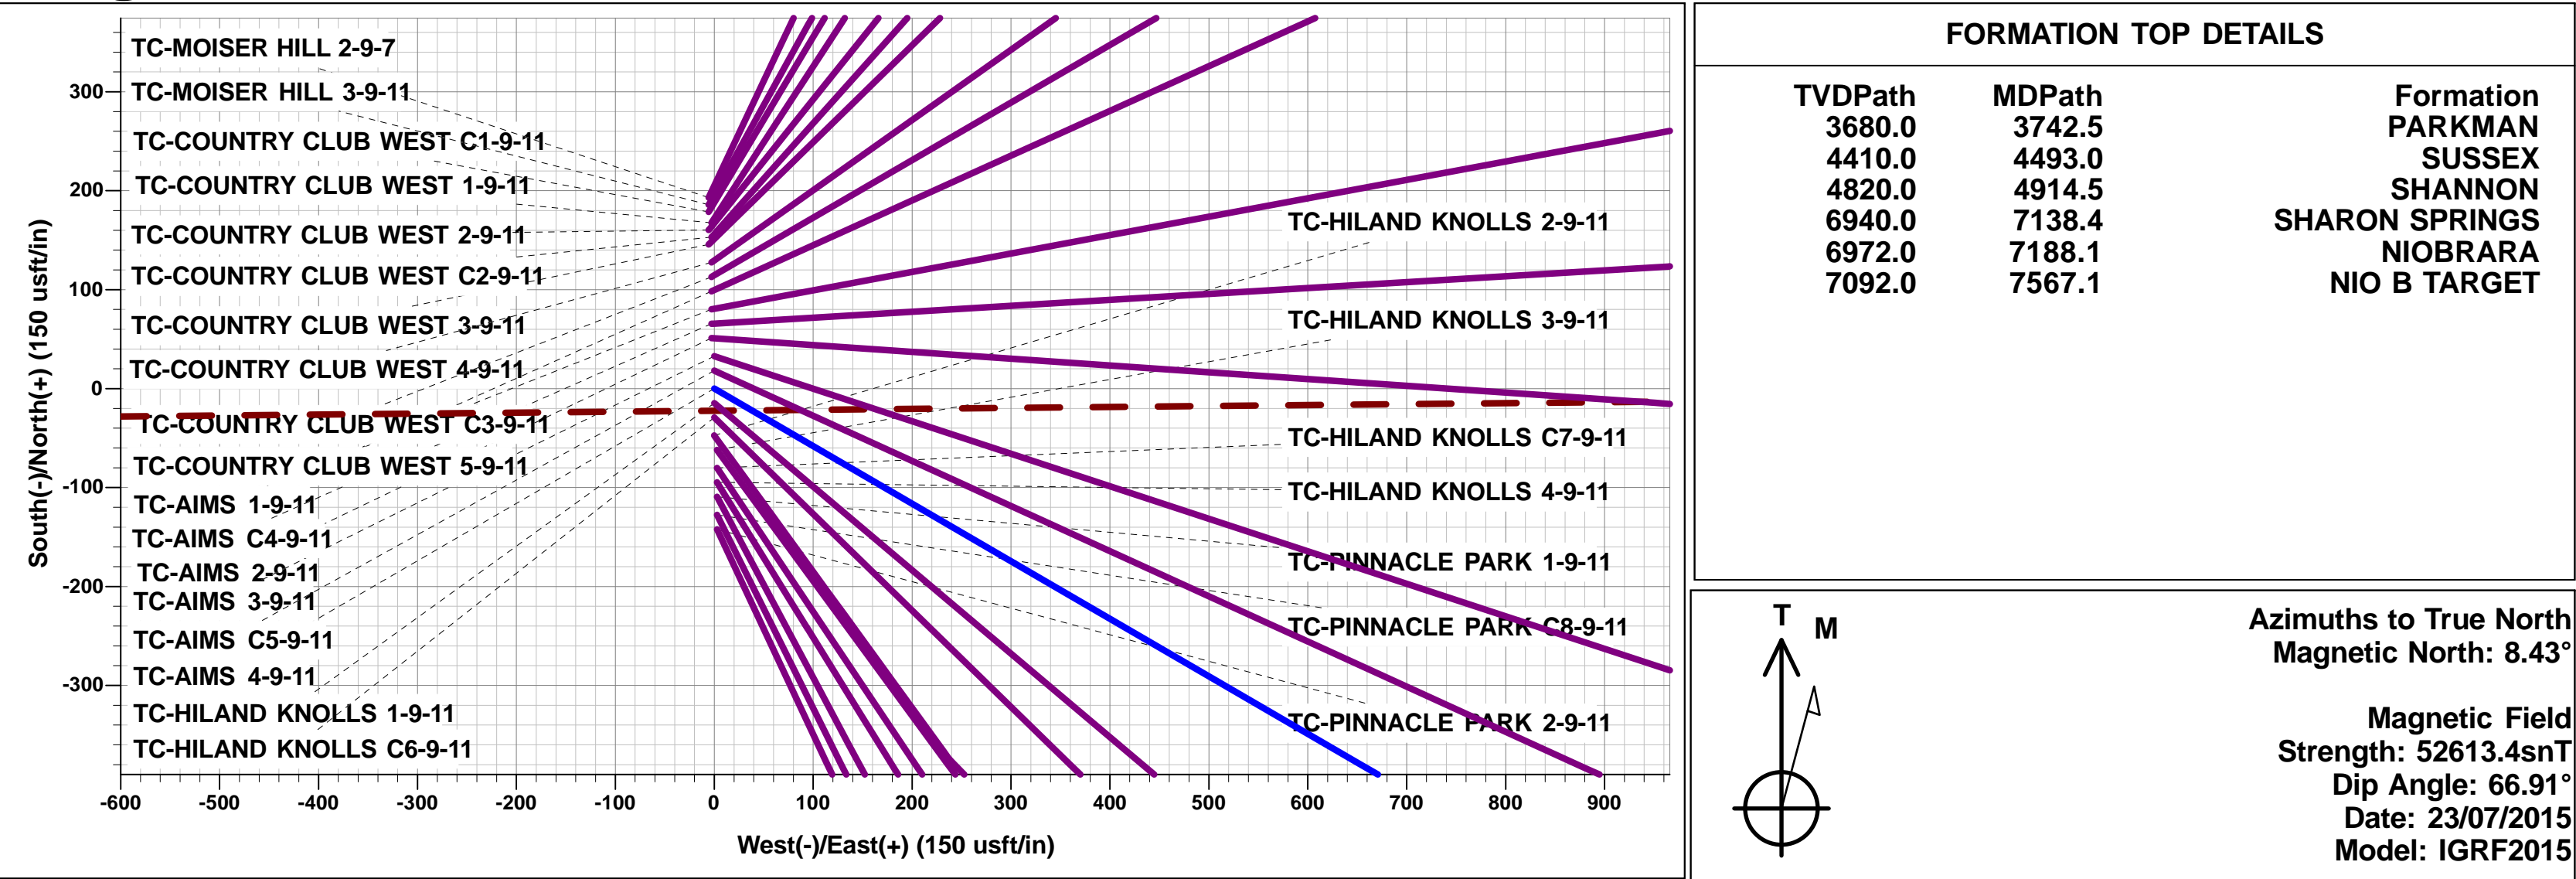 TC-MOISER HILL 2-9-7
TC-MOISER HILL 3-9-11
TC-COUNTRY CLUB WEST C1-9-11
TC-COUNTRY CLUB WEST 1-9-11
TC-COUNTRY CLUB WEST 2-9-11
TC-COUNTRY CLUB WEST C2-9-11
TC-COUNTRY CLUB WEST 3-9-11
TC-COUNTRY CLUB WEST 4-9-11
TC-COUNTRY CLUB WEST C3-9-11
TC-COUNTRY CLUB WEST 5-9-11
TC-AIMS 1-9-11
TC-AIMS C4-9-11
TC-AIMS 2-9-11
TC-AIMS 3-9-11
TC-AIMS C5-9-11
TC-AIMS 4-9-11
TC-HILAND KNOLLS 1-9-11
TC-HILAND KNOLLS C6-9-11
TC-HILAND KNOLLS 2-9-11
TC-HILAND KNOLLS 3-9-11
TC-HILAND KNOLLS C7-9-11
TC-HILAND KNOLLS 4-9-11
TC-PINNACLE PARK 1-9-11
TC-PINNACLE PARK C8-9-11
TC-PINNACLE PARK 2-9-11
South(-)/North(+) (150 usft/in)
300
200
100
0
-100
-200
-300
-600 -500 -400 -300 -200 -100 0 100 200 300 400 500 600 700 800 900
West(-)/East(+) (150 usft/in)
FORMATION TOP DETAILS
TVDPath MDPath Formation
3680.0 3742.5 PARKMAN
4410.0 4493.0 SUSSEX
4820.0 4914.5 SHANNON
6940.0 7138.4 SHARON SPRINGS
6972.0 7188.1 NIOBRARA
7092.0 7567.1 NIO B TARGET
T M
Azimuths to True North
Magnetic North: 8.43°
Magnetic Field
Strength: 52613.4snT
Dip Angle: 66.91°
Date: 23/07/2015
Model: IGRF2015